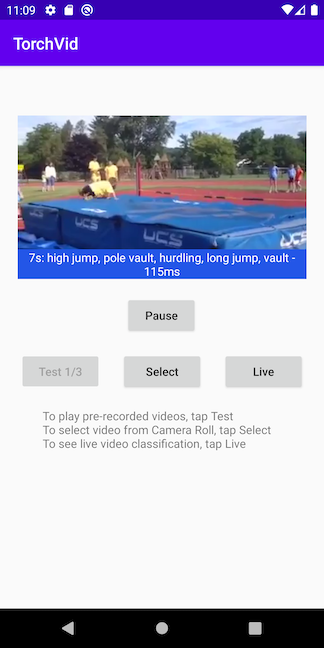 11:09
TorchVid
UCS
UCS
UCS
7s: high jump, pole vault, hurdling, long jump, vault -
115ms
Pause
Test 1/3
Select
Live
To play pre-recorded videos, tap Test
To select video from Camera Roll, tap Select
To see live video classification, tap Live